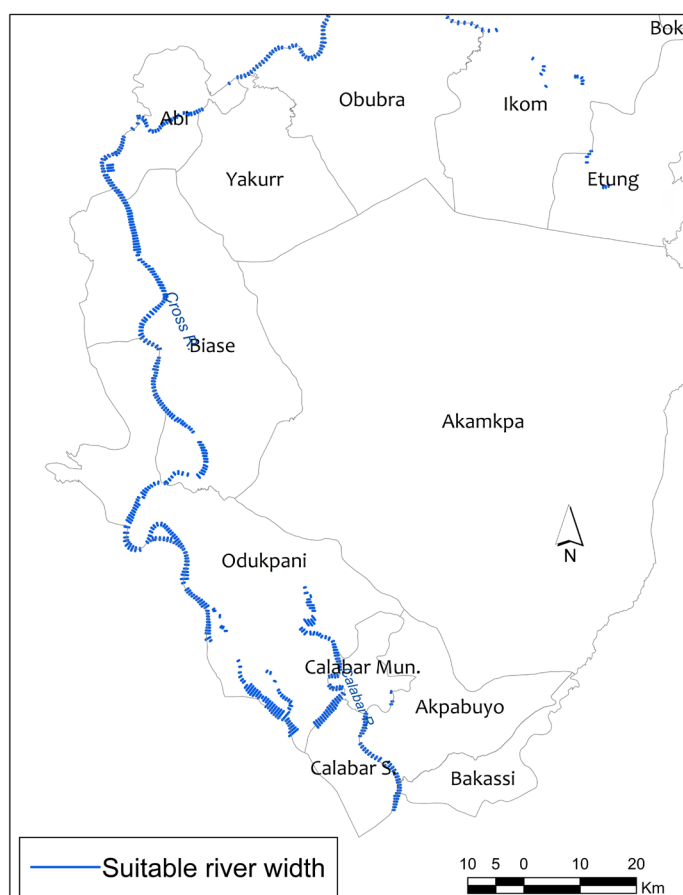 Bok
Obubra
Ikom
Abi
Yakurr
Etung
Cross R.
Biase
Akamkpa
N
Odukpani
Calabar Mun.
Calabar R.
Akpabuyo
Calabar S.
Bakassi
Suitable river width
10 5 0 10 20
Km